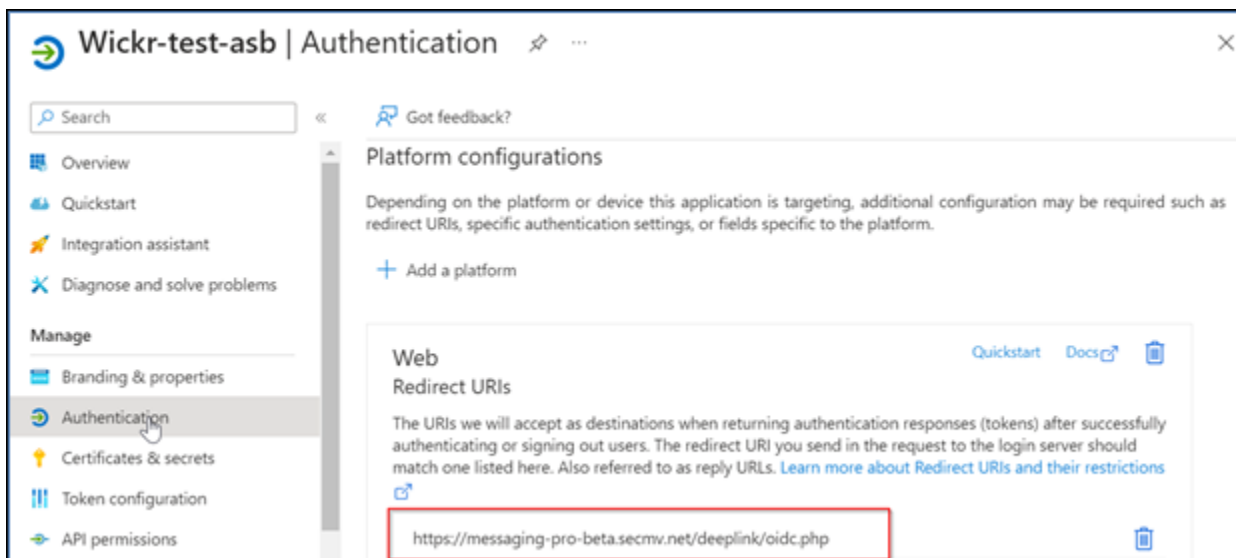 Wickr-test-asb | Authentication ...
Search
«
Got feedback?
Overview
Quickstart
Integration assistant
Diagnose and solve problems
Manage
Branding & properties
Authentication
Certificates & secrets
Token configuration
API permissions
Platform configurations
Depending on the platform or device this application is targeting, additional configuration may be required such as
redirect URIs, specific authentication settings, or fields specific to the platform.
Add a platform
Web
Quickstart
Docs
Redirect URIs
The URIs we will accept as destinations when returning authentication responses (tokens) after successfully
authenticating or signing out users. The redirect URI you send in the request to the login server should
match one listed here. Also referred to as reply URLs. Learn more about Redirect URIs and their restrictions
https://messaging-pro-beta.secmv.net/deeplink/oidc.php